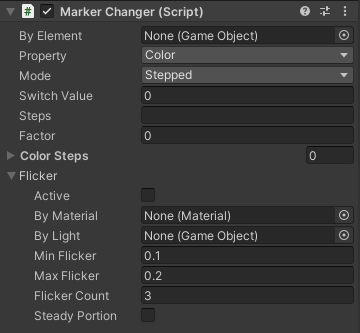 # Marker Changer (Script)
By Element None (Game Object)
Property Color
Mode Stepped
Switch Value 0
Steps
Factor 0
Color Steps 0
Flicker
Active
By Material None (Material)
By Light None (Game Object)
Min Flicker 0.1
Max Flicker 0.2
Flicker Count 3
Steady Portion